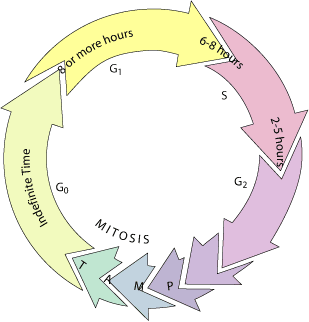 8 or more hours
G1
6-8 hours
S
2-5 hours
G2
Indefinite Time
G0
MITOSIS
T
A
M
P